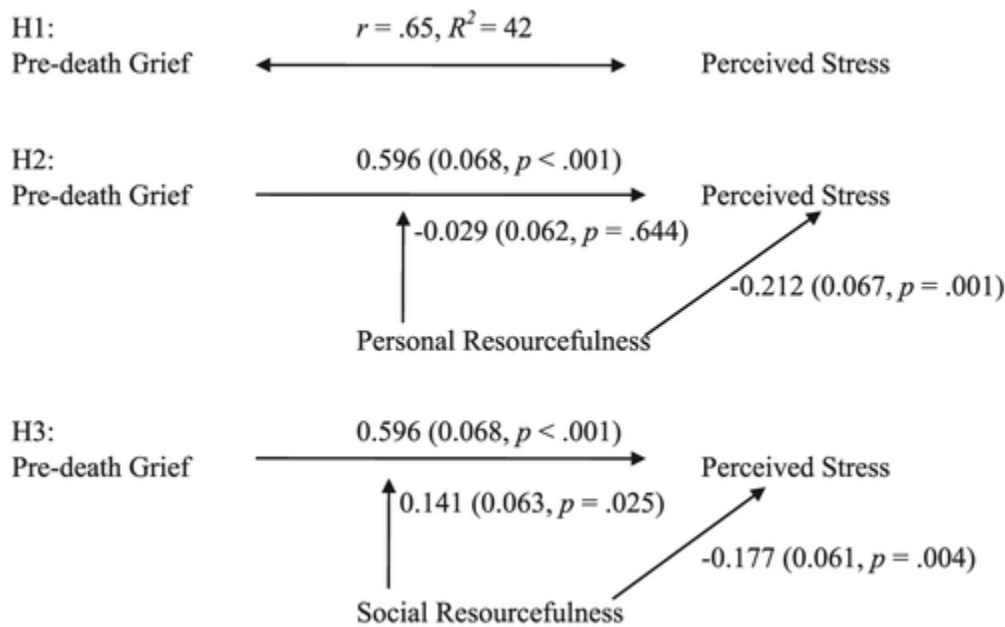 H1:
r = .65, R² = 42
Pre-death Grief Perceived Stress
H2:
0.596 (0.068, p < .001)
Pre-death Grief Perceived Stress
-0.029 (0.062, p = .644)
-0.212 (0.067, p = .001)
Personal Resourcefulness
H3:
0.596 (0.068, p < .001)
Pre-death Grief Perceived Stress
0.141 (0.063, p = .025)
-0.177 (0.061, p = .004)
Social Resourcefulness